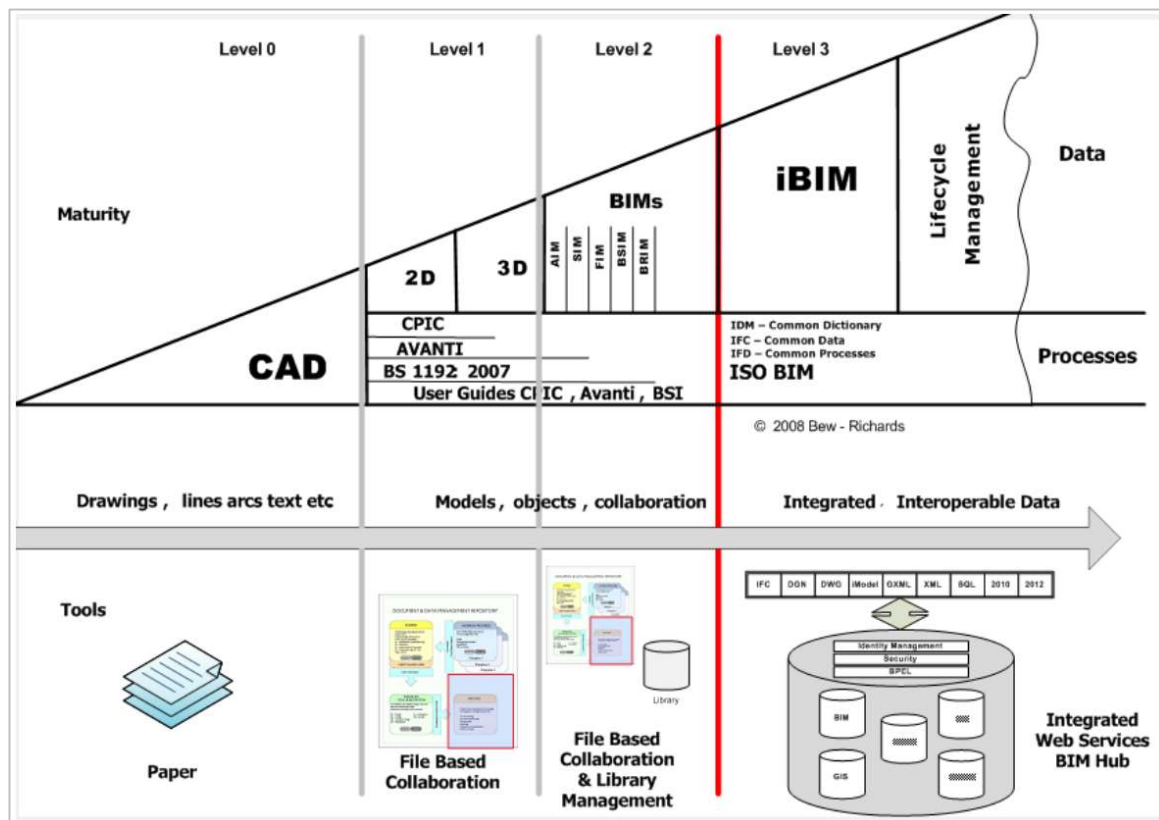 Level 0
Level 1
Level 2
Level 3
Maturity
CAD
2D
3D
BIMs
AIM
SIM
FIM
BSIM
BRIM
iBIM
Lifecycle
Management
Data
CPIC
AVANTI
BS 1192: 2007
User Guides CPIC , Avanti , BSI
IDM – Common Dictionary
IFC – Common Data
IFD – Common Processes
ISO BIM
Processes
© 2008 Bew - Richards
Drawings , lines arcs text etc
Models , objects , collaboration
Integrated , Interoperable Data
Tools
Paper
DOCUMENT & DATA MANAGEMENT REPOSITORY
File Based
Collaboration
Library
File Based
Collaboration
& Library
Management
IFC DGN DWG iModel GXML XML SQL 2010 2012
Identity Management
Security
BPEL
BIM
GIS
Integrated
Web Services
BIM Hub